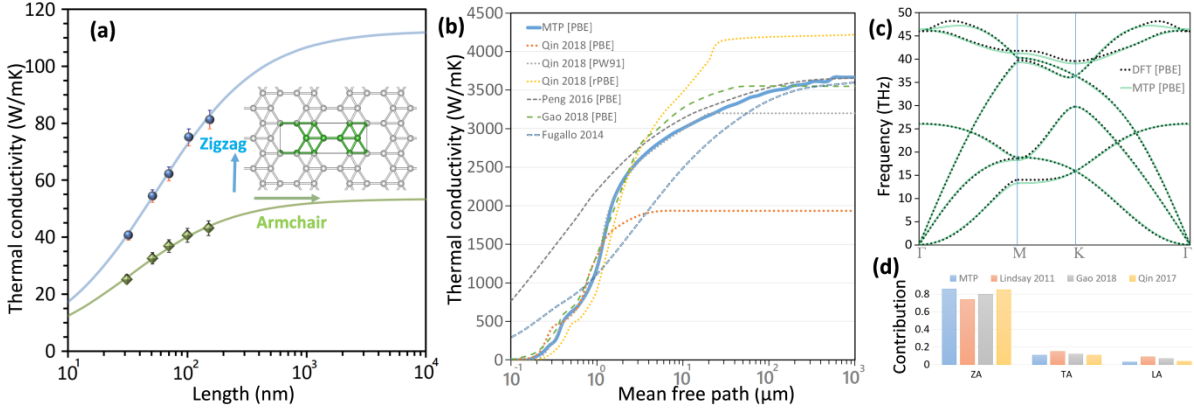 (a)
Thermal conductivity (W/mK)
120
100
80
60
40
20
0
Zigzag
Armchair
10¹
10²
10³
10⁴
Length (nm)
(b)
Thermal conductivity (W/mK)
4500
4000
3500
3000
2500
2000
1500
1000
500
0
MTP [PBE]
Qin 2018 [PBE]
Qin 2018 [PW91]
Qin 2018 [rPBE]
Peng 2016 [PBE]
Gao 2018 [PBE]
Fugallo 2014
10⁻¹
10⁰
10¹
10²
10³
Mean free path (μm)
(c)
Frequency (THz)
50
45
40
35
30
25
20
15
10
5
0
DFT [PBE]
MTP [PBE]
Γ
M
K
Γ
(d)
MTP
Lindsay 2011
Gao 2018
Qin 2017
Contribution
0.8
0.6
0.4
0.2
0
ZA
TA
LA